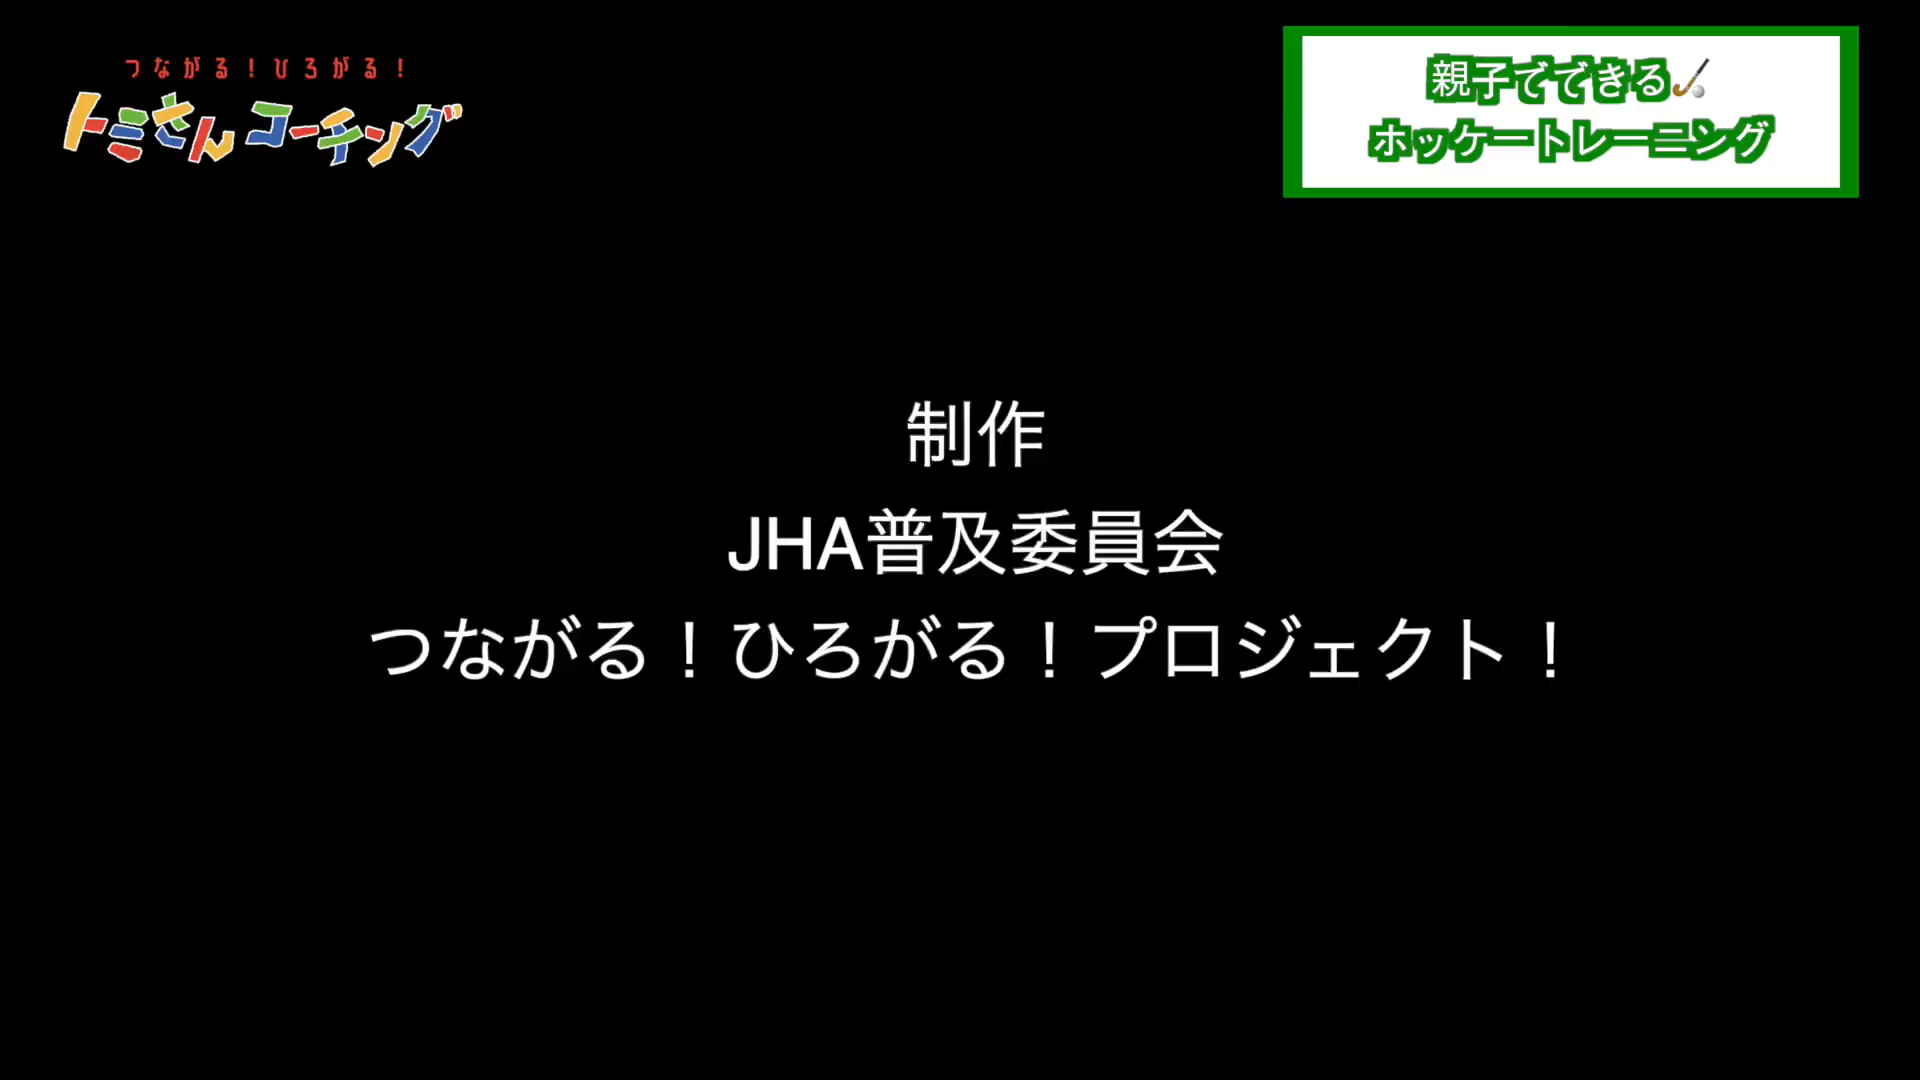 つながる！ひろがる！
トミさんコーチング
親子でできる🏑
ホッケートレーニング
制作
JHA普及委員会
つながる！ひろがる！プロジェクト！